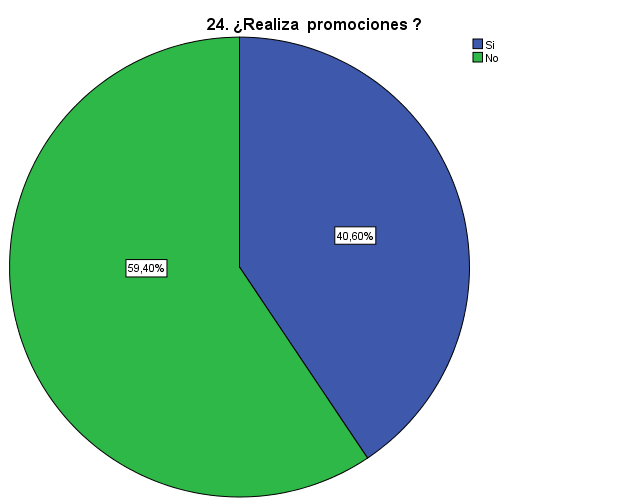 24. ¿Realiza promociones ?
Si
No
40,60%
59,40%